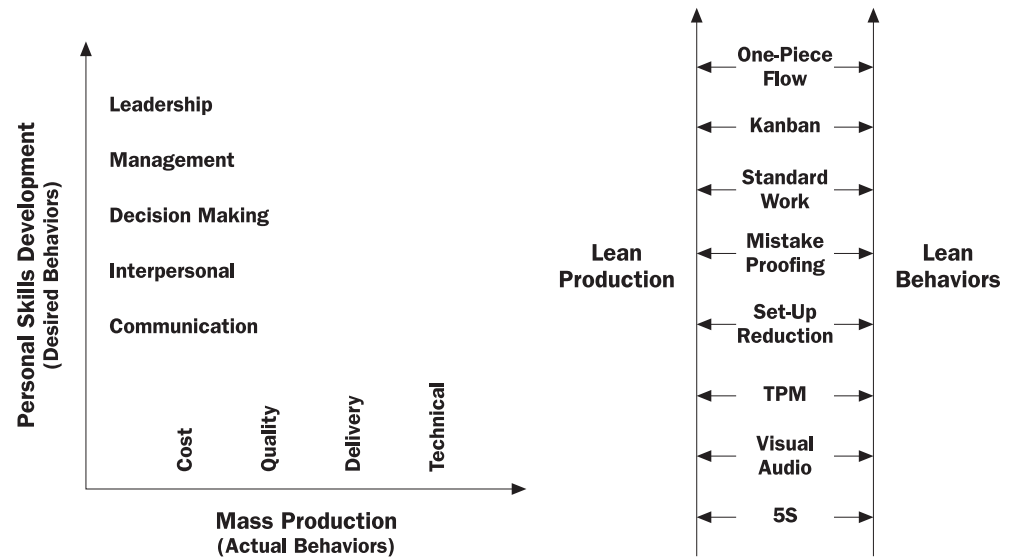 Personal Skills Development
(Desired Behaviors)
Leadership
Management
Decision Making
Interpersonal
Communication
Cost
Quality
Delivery
Technical
Mass Production
(Actual Behaviors)
Lean
Production
One-Piece
Flow
Kanban
Standard
Work
Mistake
Proofing
Set-Up
Reduction
TPM
Visual
Audio
5S
Lean
Behaviors